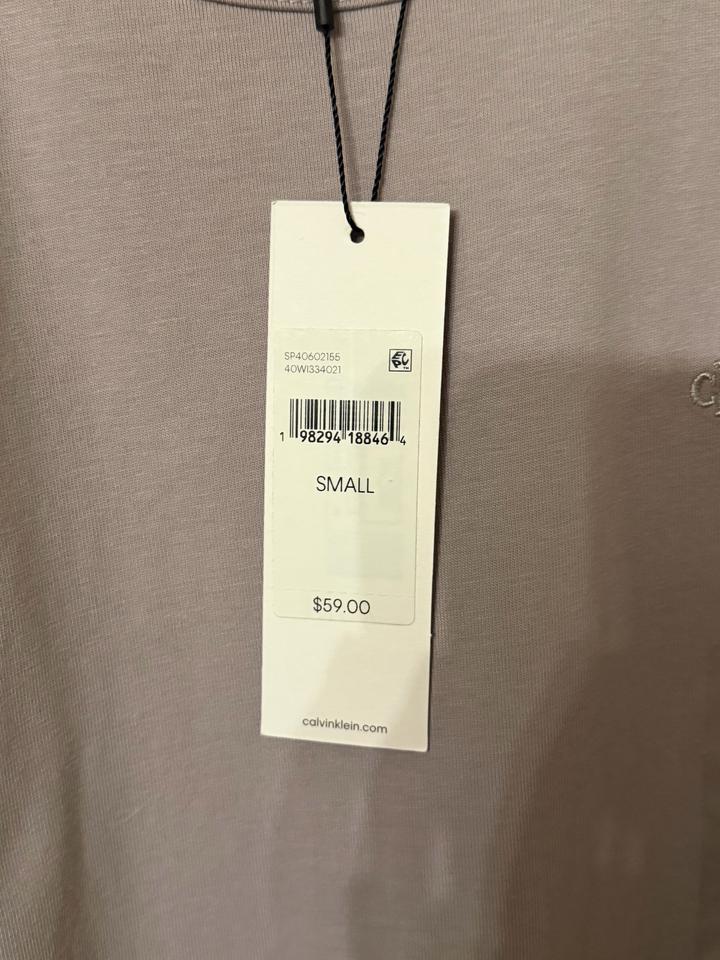 SP40602155
40WI334021
1 98294 18846 4
SMALL
$59.00
calvinklein.com